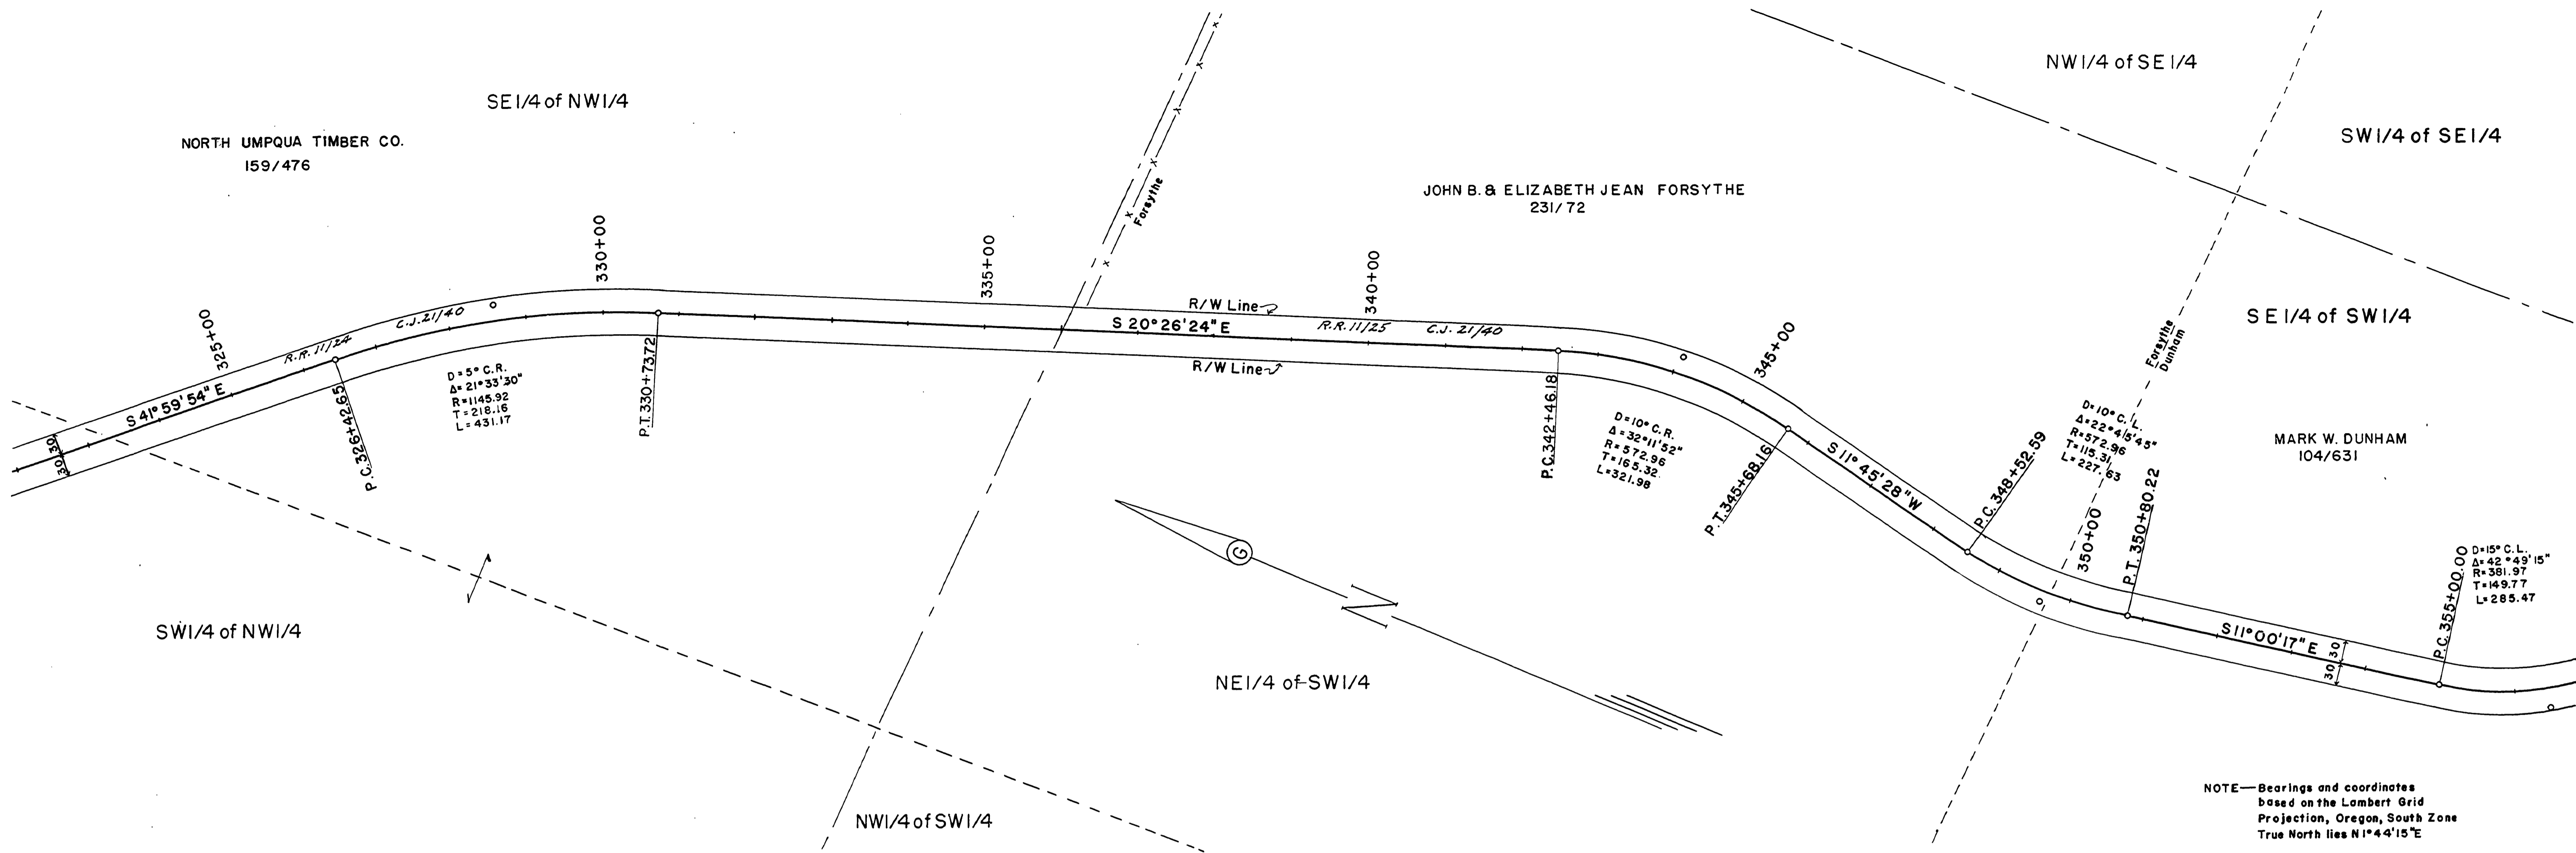 SE1/4 of NW1/4
NORTH UMPQUA TIMBER CO.
159/476
NW1/4 of SE1/4
SW1/4 of SE1/4
JOHN B. & ELIZABETH JEAN FORSYTHE
231/72
Forsythe
325+00
330+00
335+00
340+00
345+00
350+00
S 41° 59' 54" E
R.R. 11/24
C.J. 21/40
30
30
P.C. 326+42.65
D = 5° C.R.
Δ = 21° 33' 30"
R = 1145.92
T = 218.16
L = 431.17
P.T. 330+73.72
R/W Line
S 20° 26' 24" E
R.R. 11/25
C.J. 21/40
R/W Line
P.C. 342+46.18
D = 10° C.R.
Δ = 32° 11' 52"
R = 572.96
T = 165.32
L = 321.98
P.T. 345+68.16
S 11° 45' 28" W
P.C. 348+52.59
D = 10° C.L.
Δ = 22° 45' 45"
R = 572.96
T = 115.31
L = 227.63
P.T. 350+80.22
Forsythe
Dunham
SE1/4 of SW1/4
MARK W. DUNHAM
104/631
S 11° 00' 17" E
30
30
P.C. 355+00.00
D = 15° C.L.
Δ = 42° 49' 15"
R = 381.97
T = 149.77
L = 285.47
G
SW1/4 of NW1/4
NE1/4 of SW1/4
NW1/4 of SW1/4
NOTE — Bearings and coordinates
based on the Lambert Grid
Projection, Oregon, South Zone
True North lies N 1° 44' 15" E